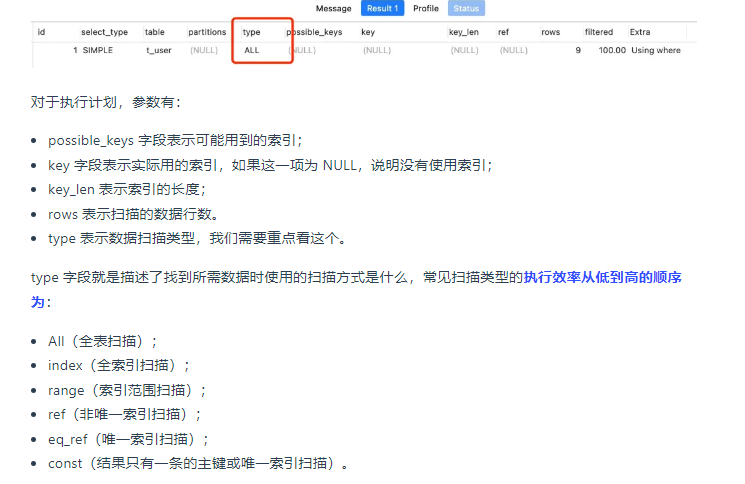 Message Result 1 Profile Status
id select_type table partitions type possible_keys key key_len ref rows filtered Extra
1 SIMPLE t_user (NULL) ALL (NULL) (NULL) (NULL) (NULL) 9 100.00 Using where
对于执行计划，参数有：
possible_keys 字段表示可能用到的索引；
key 字段表示实际用的索引，如果这一项为 NULL，说明没有使用索引；
key_len 表示索引的长度；
rows 表示扫描的数据行数。
type 表示数据扫描类型，我们需要重点看这个。
type 字段就是描述了找到所需数据时使用的扫描方式是什么，常见扫描类型的执行效率从低到高的顺序
为：
All（全表扫描）；
index（全索引扫描）；
range（索引范围扫描）；
ref（非唯一索引扫描）；
eq_ref（唯一索引扫描）；
const（结果只有一条的主键或唯一索引扫描）。